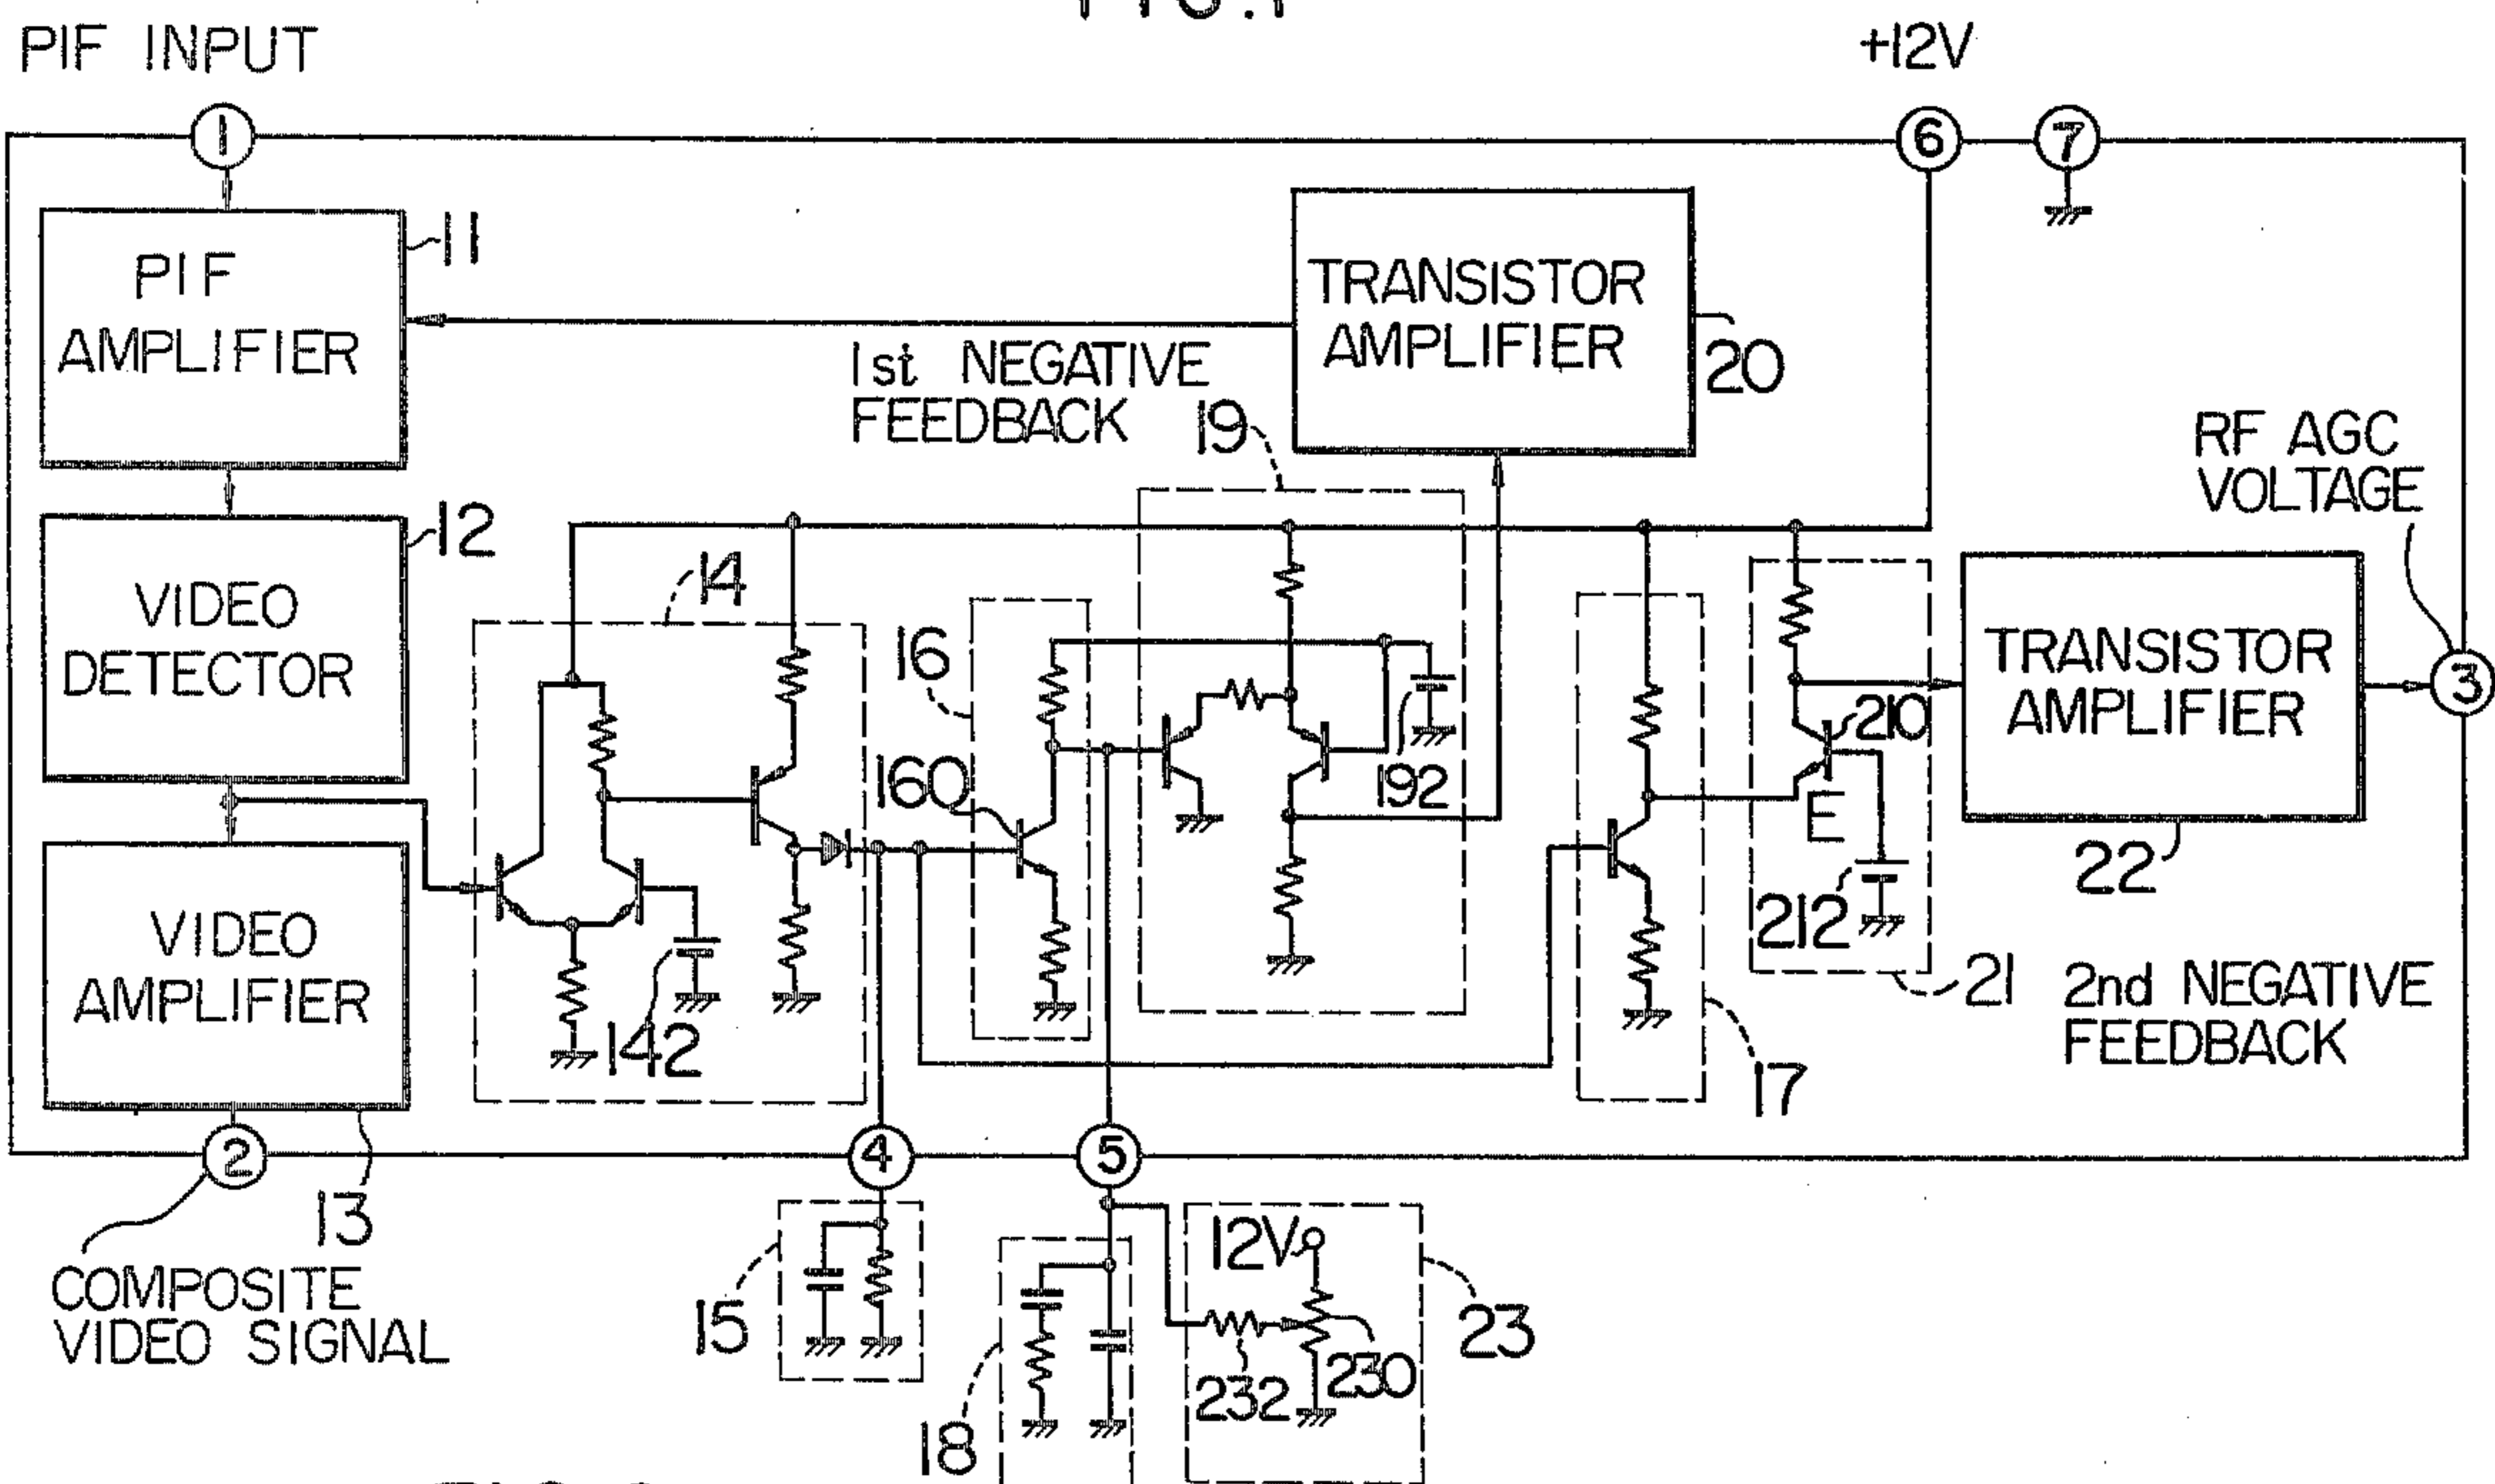 PIF INPUT
+12V
1
6
7
PIF
AMPLIFIER
11
TRANSISTOR
AMPLIFIER
20
1st NEGATIVE
FEEDBACK
19
RF AGC
VOLTAGE
VIDEO
DETECTOR
12
14
16
160
192
TRANSISTOR
AMPLIFIER
22
3
210
E
212
21
2nd NEGATIVE
FEEDBACK
17
VIDEO
AMPLIFIER
142
2
4
5
13
COMPOSITE
VIDEO SIGNAL
15
18
12V
232
230
23